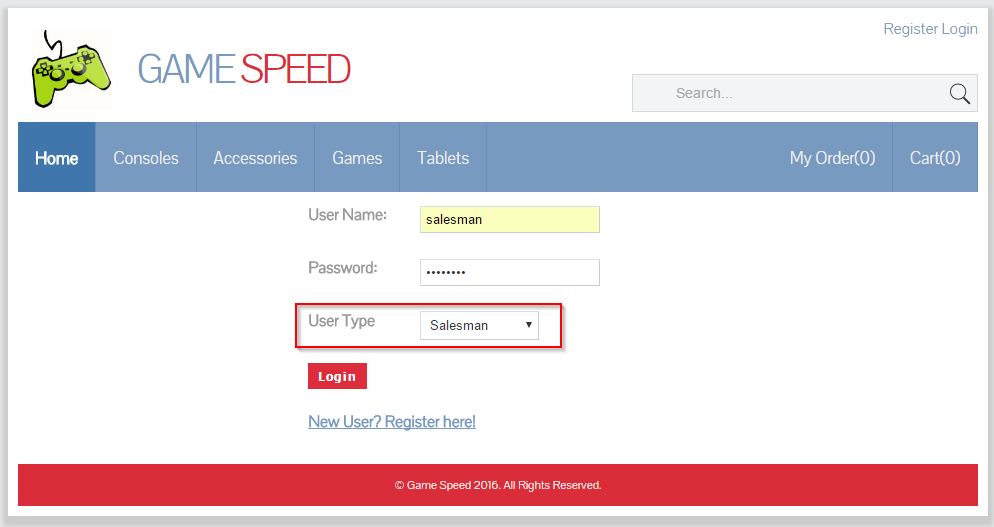 Register Login
GAME SPEED
Search...
Home Consoles Accessories Games Tablets My Order(0) Cart(0)
User Name: salesman
Password: ••••••••
User Type Salesman
Login
New User? Register here!
© Game Speed 2016. All Rights Reserved.